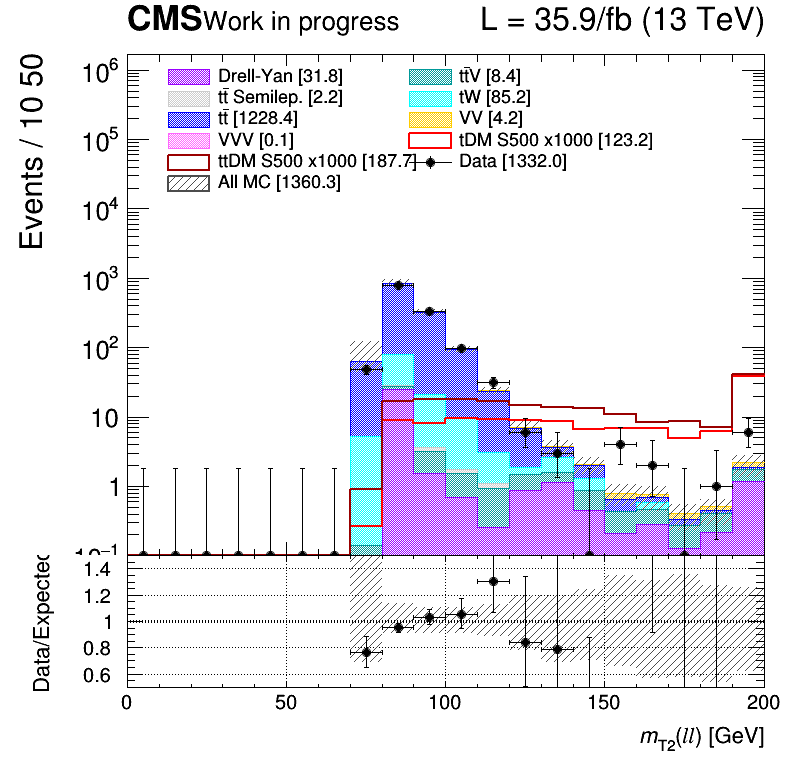 CMS Work in progress L = 35.9/fb (13 TeV)
Events / 10 50
10⁶
10⁵
10⁴
10³
10²
10
1
10⁻¹
Drell-Yan [31.8]
tt̄V [8.4]
tt̄ Semilep. [2.2]
tW [85.2]
tt̄ [1228.4]
VV [4.2]
VVV [0.1]
tDM S500 x1000 [123.2]
ttDM S500 x1000 [187.7]
Data [1332.0]
All MC [1360.3]
Data/Expected
1.4
1.2
1
0.8
0.6
0 50 100 150 200
m_T2(ll) [GeV]